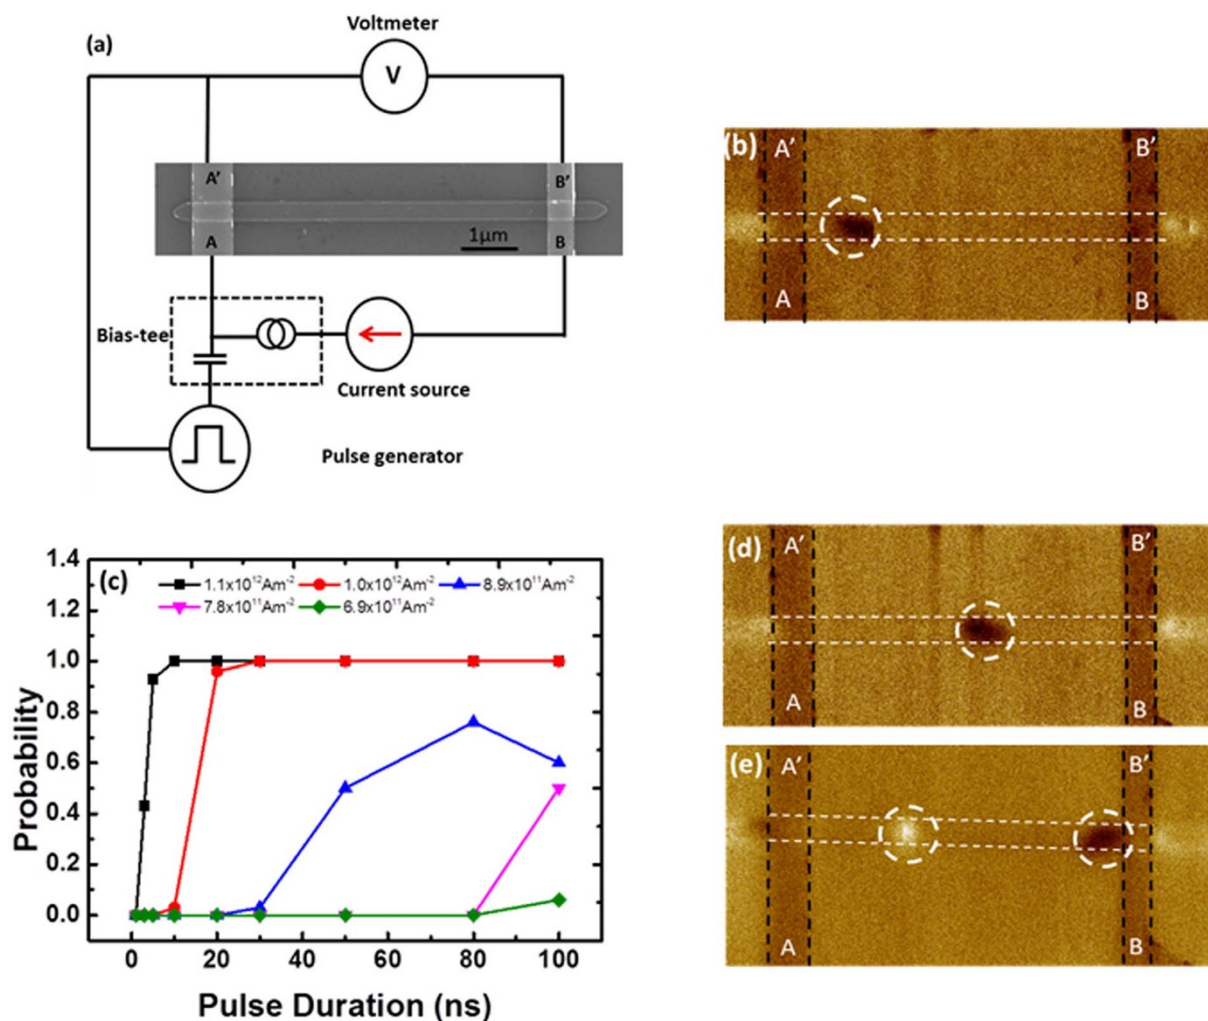 (a)
Voltmeter
V
A'
B'
A
1μm
B
Bias-tee
Current source
Pulse generator
(b)
A'
B'
A
B
(c)
1.1x10¹²Am⁻²
1.0x10¹²Am⁻²
8.9x10¹¹Am⁻²
7.8x10¹¹Am⁻²
6.9x10¹¹Am⁻²
1.4
1.2
1.0
0.8
0.6
0.4
0.2
0.0
Probability
0 20 40 60 80 100
Pulse Duration (ns)
(d)
A'
B'
A
B
(e)
A'
B'
A
B